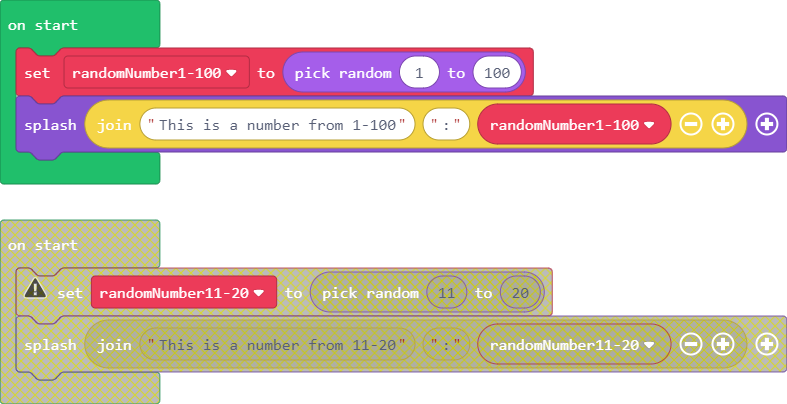 on start
set randomNumber1-100 to pick random 1 to 100
splash join "This is a number from 1-100" ":" randomNumber1-100
on start
set randomNumber11-20 to pick random 11 to 20
splash join "This is a number from 11-20" ":" randomNumber11-20